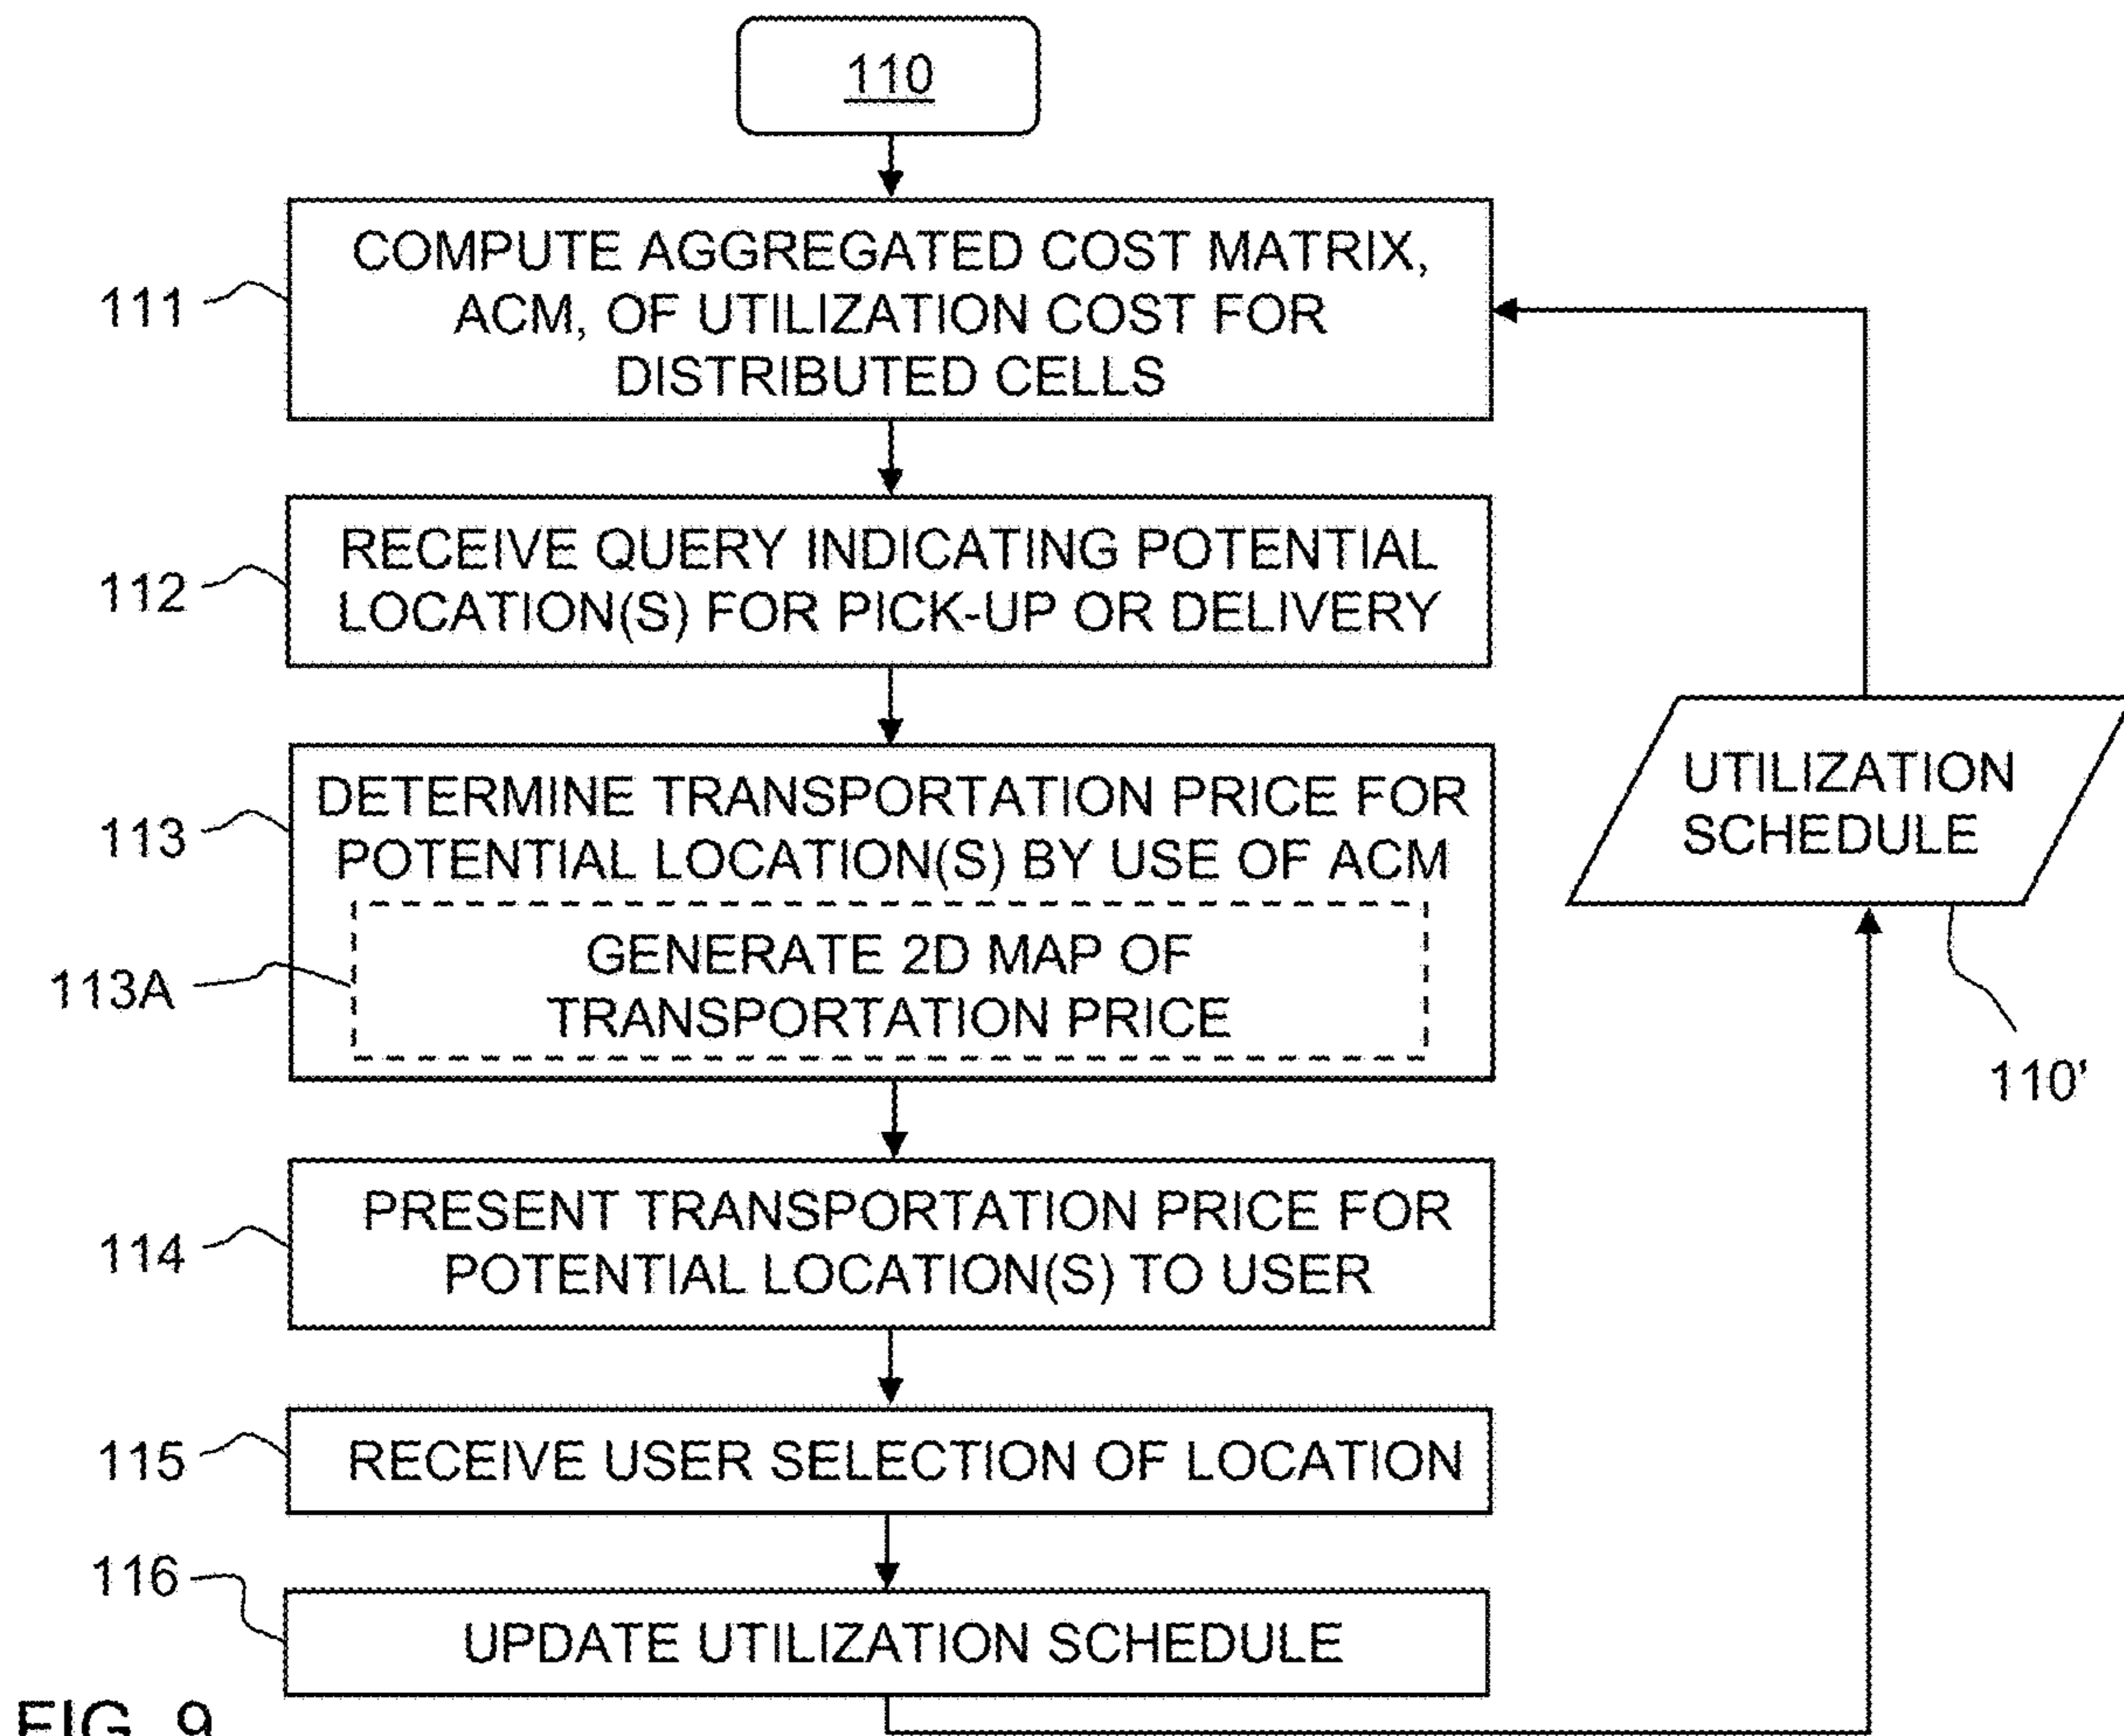 110
111
COMPUTE AGGREGATED COST MATRIX,
ACM, OF UTILIZATION COST FOR
DISTRIBUTED CELLS
112
RECEIVE QUERY INDICATING POTENTIAL
LOCATION(S) FOR PICK-UP OR DELIVERY
113
DETERMINE TRANSPORTATION PRICE FOR
POTENTIAL LOCATION(S) BY USE OF ACM
113A
GENERATE 2D MAP OF
TRANSPORTATION PRICE
UTILIZATION
SCHEDULE
110'
114
PRESENT TRANSPORTATION PRICE FOR
POTENTIAL LOCATION(S) TO USER
115
RECEIVE USER SELECTION OF LOCATION
116
UPDATE UTILIZATION SCHEDULE
FIG. 9